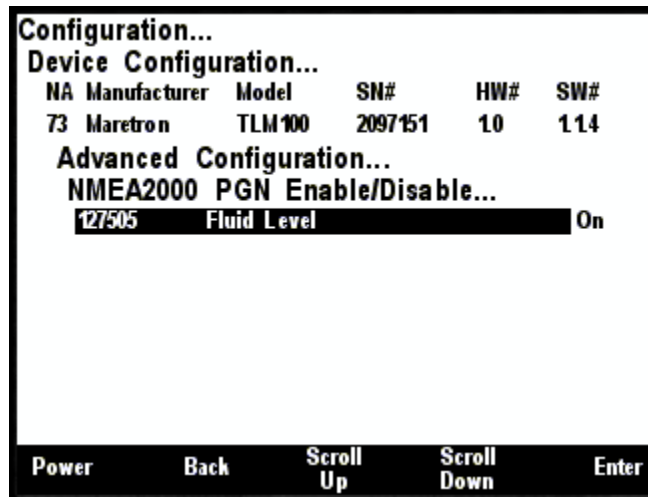 Configuration...
Device Configuration...
NA Manufacturer Model SN# HW# SW#
73 Maretron TLM100 2097151 1.0 1.1.4
Advanced Configuration...
NMEA2000 PGN Enable/Disable...
127505 Fluid Level On
Power Back Scroll Up Scroll Down Enter